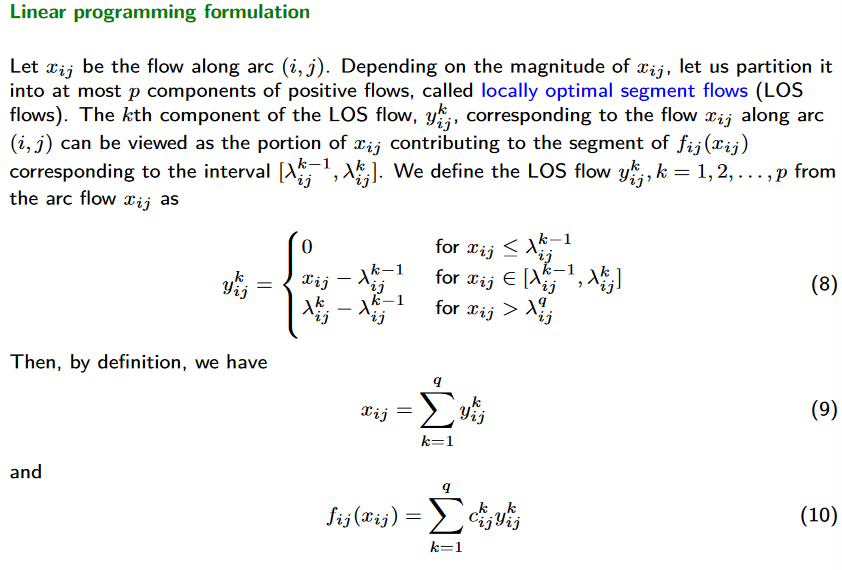 Linear programming formulation
Let $x_{ij}$ be the flow along arc $(i, j)$. Depending on the magnitude of $x_{ij}$, let us partition it
into at most $p$ components of positive flows, called locally optimal segment flows (LOS
flows). The $k$th component of the LOS flow, $y_{ij}^{k}$, corresponding to the flow $x_{ij}$ along arc
$(i, j)$ can be viewed as the portion of $x_{ij}$ contributing to the segment of $f_{ij}(x_{ij})$
corresponding to the interval $[\lambda_{ij}^{k-1}, \lambda_{ij}^{k}]$. We define the LOS flow $y_{ij}^{k}, k = 1, 2, \ldots, p$ from
the arc flow $x_{ij}$ as
$y_{ij}^{k} = \begin{cases} 0 & \text{for } x_{ij} \leq \lambda_{ij}^{k-1} \\ x_{ij} - \lambda_{ij}^{k-1} & \text{for } x_{ij} \in [\lambda_{ij}^{k-1}, \lambda_{ij}^{k}] \\ \lambda_{ij}^{k} - \lambda_{ij}^{k-1} & \text{for } x_{ij} > \lambda_{ij}^{q} \end{cases}$ (8)
Then, by definition, we have
$x_{ij} = \sum_{k=1}^{q} y_{ij}^{k}$ (9)
and
$f_{ij}(x_{ij}) = \sum_{k=1}^{q} c_{ij}^{k} y_{ij}^{k}$ (10)